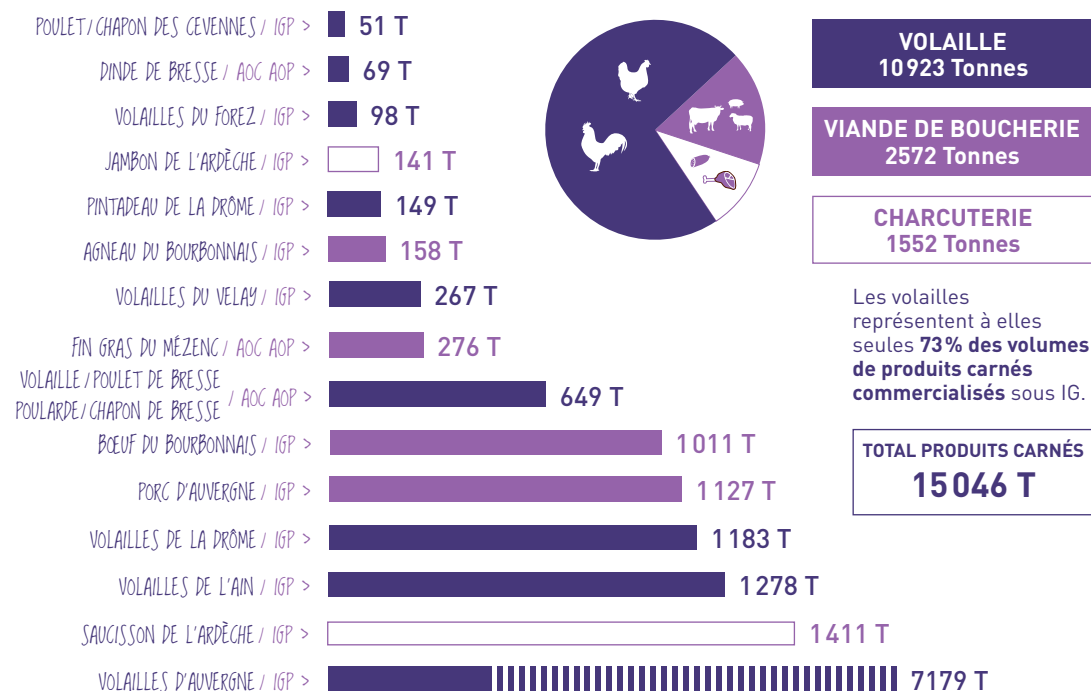 POULET/CHAPON DES CEVENNES / IGP > 51 T
DINDE DE BRESSE / AOC AOP > 69 T
VOLAILLES DU FOREZ / IGP > 98 T
JAMBON DE L'ARDÈCHE / IGP > 141 T
PINTADEAU DE LA DRÔME / IGP > 149 T
AGNEAU DU BOURBONNAIS / IGP > 158 T
VOLAILLES DU VELAY / IGP > 267 T
FIN GRAS DU MÉZENC / AOC AOP > 276 T
VOLAILLE / POULET DE BRESSE
POULARDE/CHAPON DE BRESSE / AOC AOP > 649 T
BŒUF DU BOURBONNAIS / IGP > 1011 T
PORC D'AUVERGNE / IGP > 1127 T
VOLAILLES DE LA DRÔME / IGP > 1183 T
VOLAILLES DE L'AIN / IGP > 1278 T
SAUCISSON DE L'ARDÈCHE / IGP > 1411 T
VOLAILLES D'AUVERGNE / IGP > 7179 T
VOLAILLE
10923 Tonnes
VIANDE DE BOUCHERIE
2572 Tonnes
CHARCUTERIE
1552 Tonnes
Les volailles
représentent à elles
seules 73% des volumes
de produits carnés
commercialisés sous IG.
TOTAL PRODUITS CARNÉS
15046 T